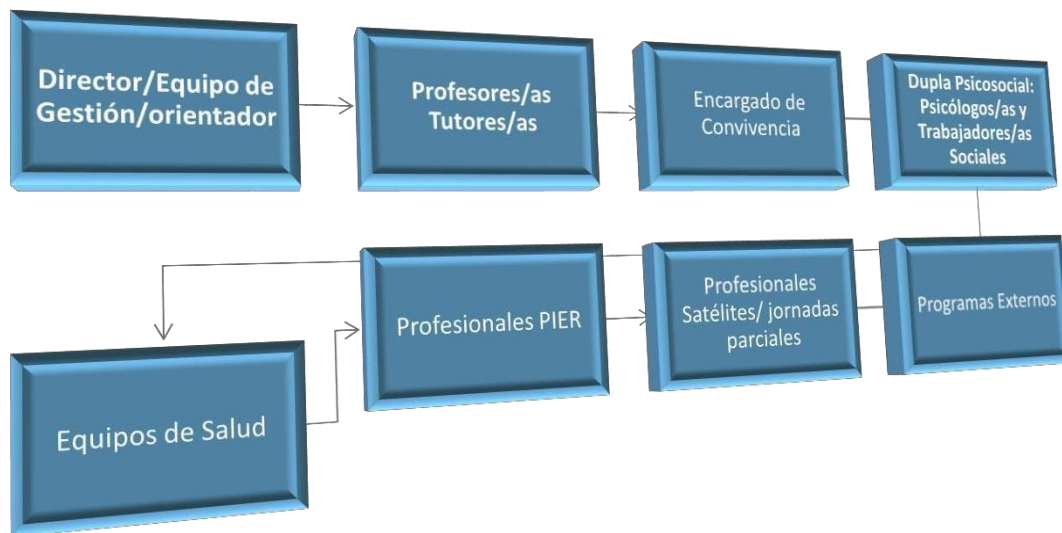 Director/Equipo de
Gestión/orientador
Profesores/as
Tutores/as
Encargado de
Convivencia
Dupla Psicosocial:
Psicólogos/as y
Trabajadores/as
Sociales
Equipos de Salud
Profesionales PIER
Profesionales
Satélites/ jornadas
parciales
Programas Externos